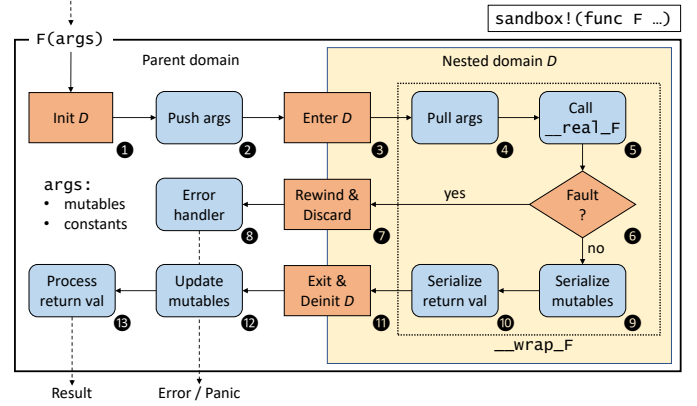 sandbox!(func F …)
F(args)
Parent domain
Nested domain D
Init D
Push args
Enter D
Pull args
Call
__real_F
1
2
3
4
5
args:
• mutables
• constants
Error
handler
Rewind &
Discard
yes
Fault
?
8
7
6
no
Process
return val
Update
mutables
Exit &
Deinit D
Serialize
return val
Serialize
mutables
13
12
11
10
9
__wrap_F
Result
Error / Panic